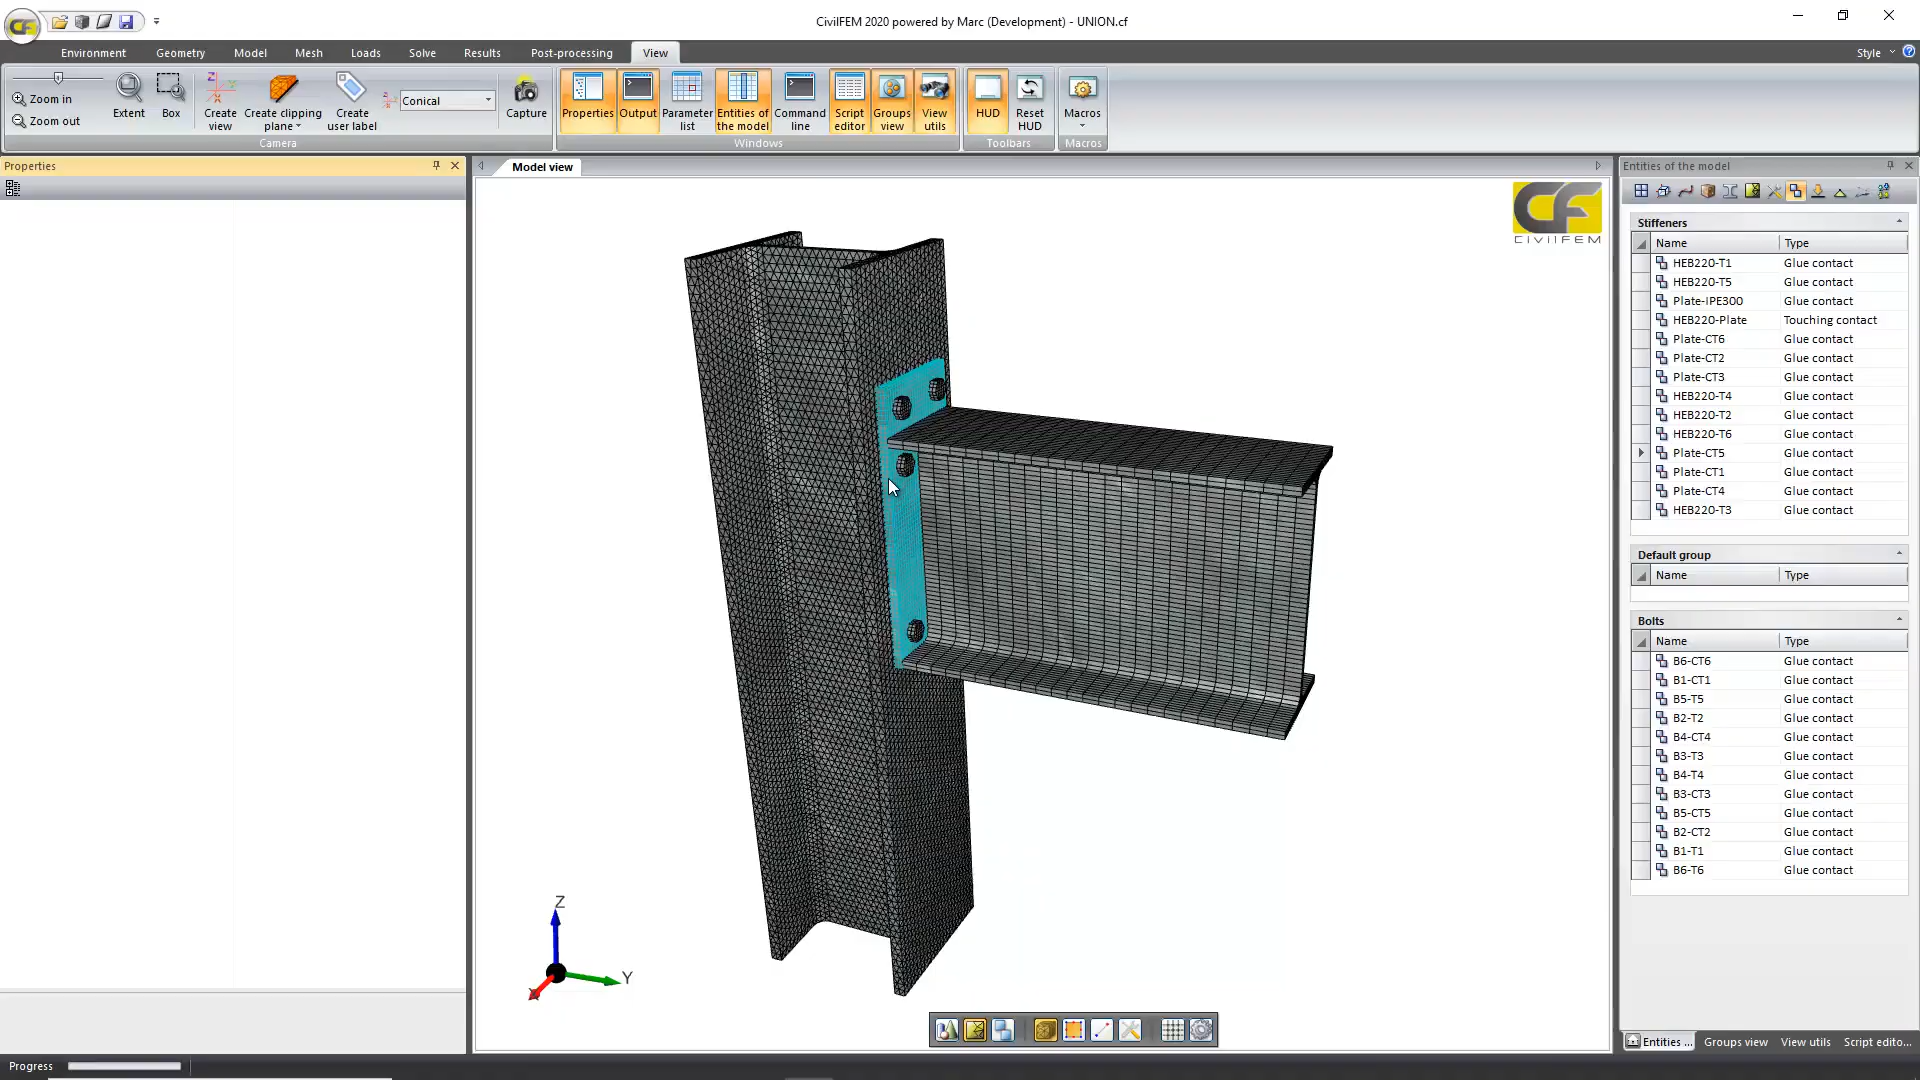 CivilFEM 2020 powered by Marc (Development) - UNION.cf
Environment Geometry Model Mesh Loads Solve Results Post-processing View Style
Zoom in
Zoom out
Extent
Box
Create view
Create clipping plane
Create user label
Conical
Capture
Properties
Output
Parameter list
Entities of the model
Command line
Script editor
Groups view
View utils
HUD
Reset HUD
Macros
Camera
Windows
Toolbars
Macros
Properties
Model view
CF
CIVILFEM
Z
Y
X
Entities of the model
Stiffeners
Name Type
HEB220-T1 Glue contact
HEB220-T5 Glue contact
Plate-IPE300 Glue contact
HEB220-Plate Touching contact
Plate-CT6 Glue contact
Plate-CT2 Glue contact
Plate-CT3 Glue contact
HEB220-T4 Glue contact
HEB220-T2 Glue contact
HEB220-T6 Glue contact
Plate-CT5 Glue contact
Plate-CT1 Glue contact
Plate-CT4 Glue contact
HEB220-T3 Glue contact
Default group
Name Type
Bolts
Name Type
B6-CT6 Glue contact
B1-CT1 Glue contact
B5-T5 Glue contact
B2-T2 Glue contact
B4-CT4 Glue contact
B3-T3 Glue contact
B4-T4 Glue contact
B3-CT3 Glue contact
B5-CT5 Glue contact
B2-CT2 Glue contact
B1-T1 Glue contact
B6-T6 Glue contact
Entities ... Groups view View utils Script edito...
Progress